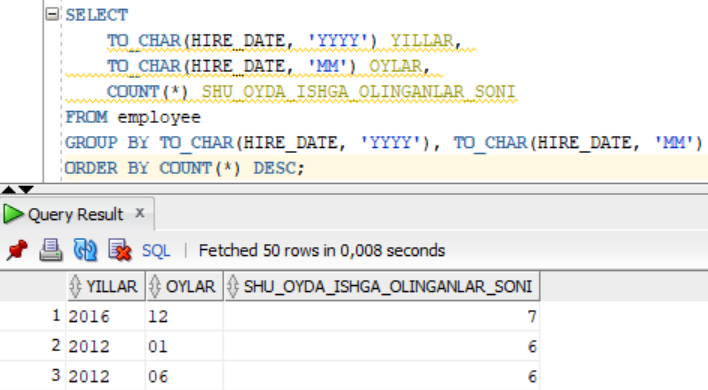 SELECT
TO_CHAR(HIRE_DATE, 'YYYY') YILLAR,
TO_CHAR(HIRE_DATE, 'MM') OYLAR,
COUNT(*) SHU_OYDA_ISHGA_OLINGANLAR_SONI
FROM employee
GROUP BY TO_CHAR(HIRE_DATE, 'YYYY'), TO_CHAR(HIRE_DATE, 'MM')
ORDER BY COUNT(*) DESC;
Query Result x
SQL | Fetched 50 rows in 0,008 seconds
YILLAR OYLAR SHU_OYDA_ISHGA_OLINGANLAR_SONI
1 2016 12 7
2 2012 01 6
3 2012 06 6